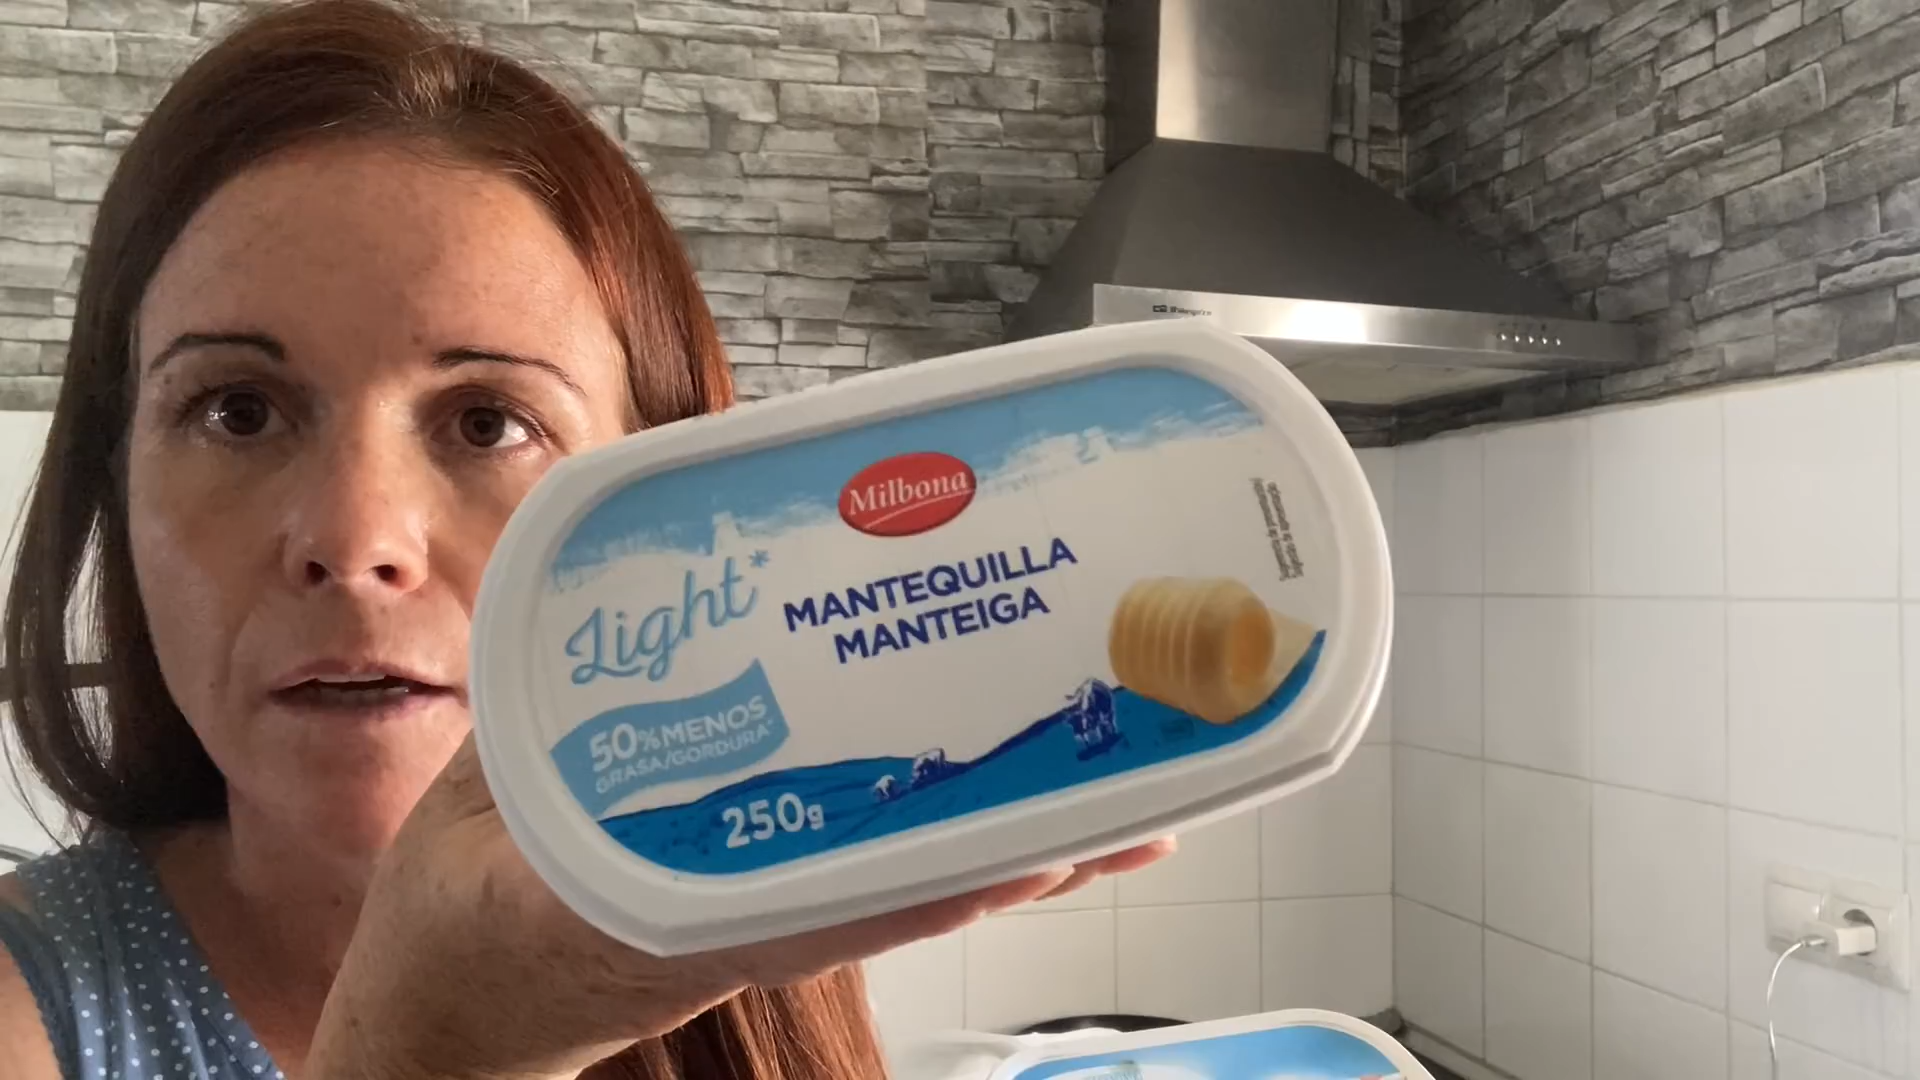 Milbona
Light*
MANTEQUILLA
MANTEIGA
50% MENOS
GRASA/GORDURA*
250g